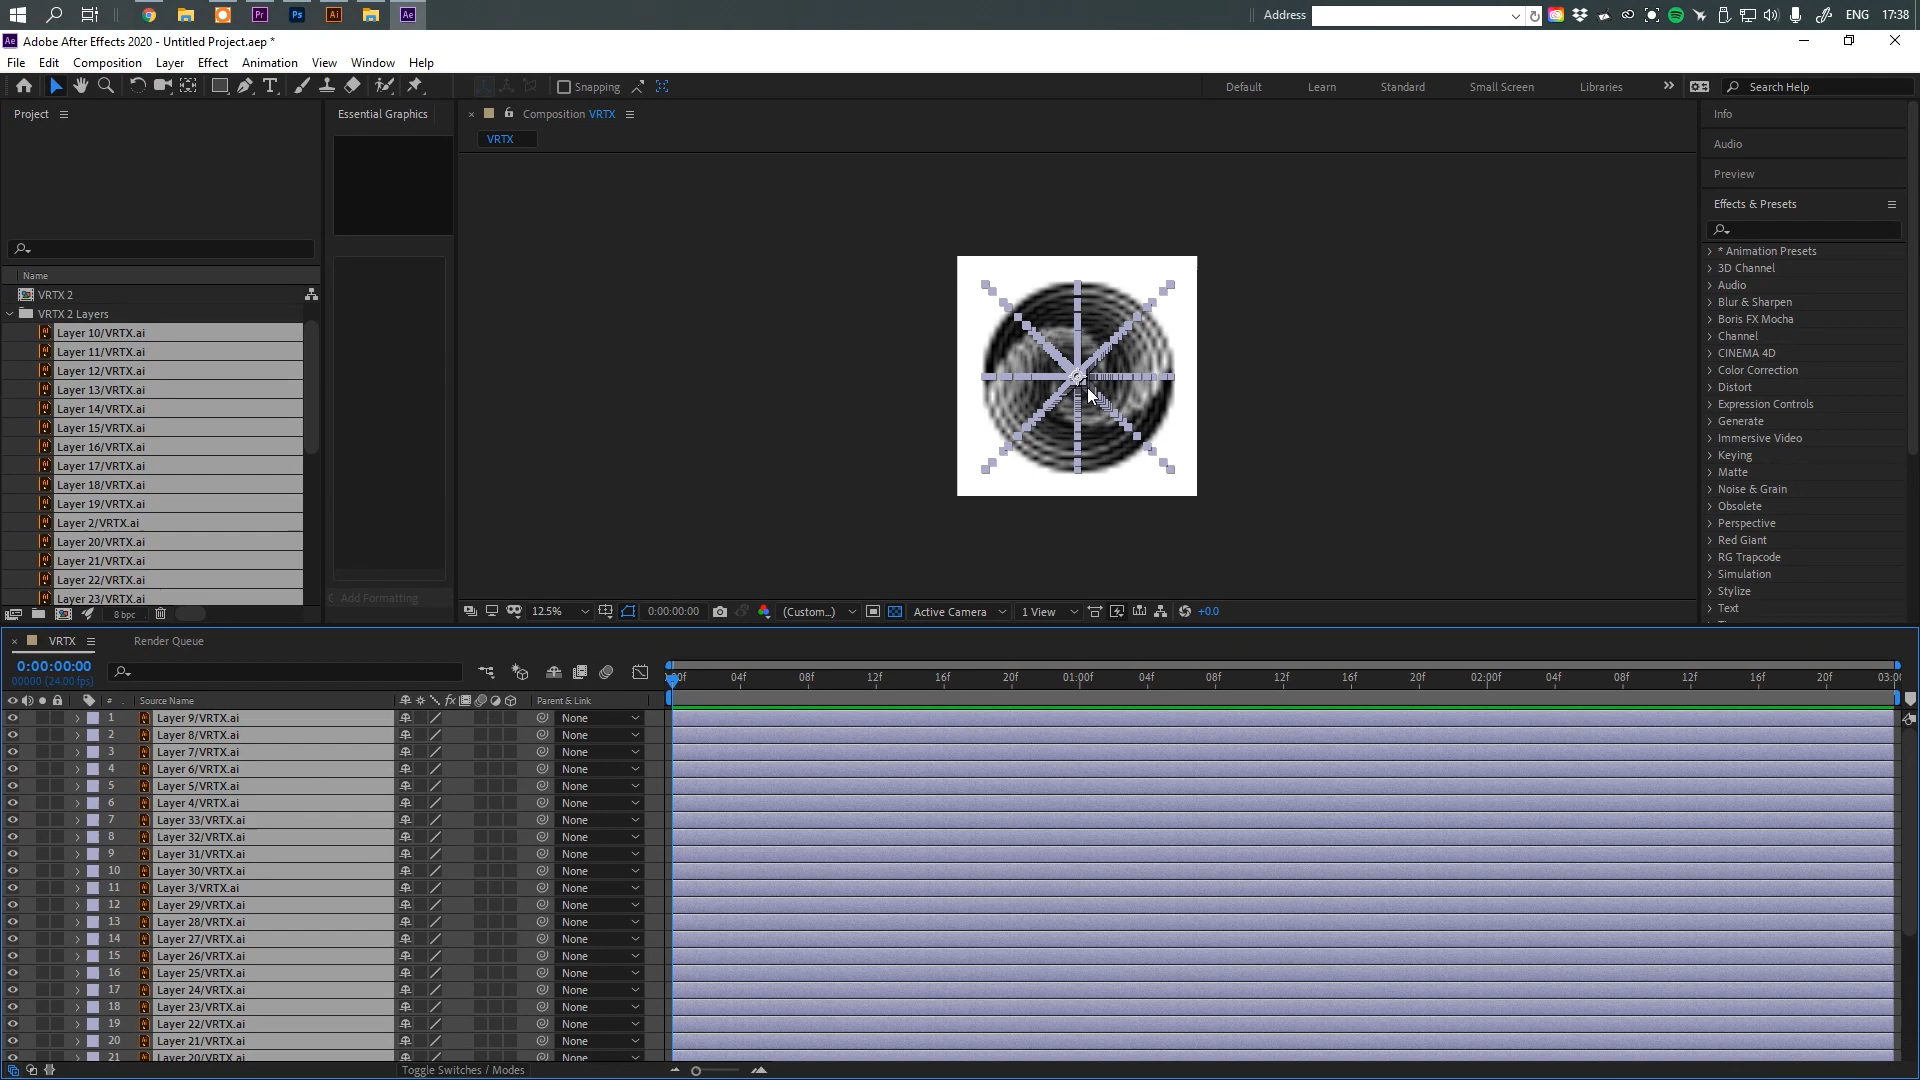 Address
ENG
17:38
Adobe After Effects 2020 - Untitled Project.aep *
File Edit Composition Layer Effect Animation View Window Help
Snapping
Default Learn Standard Small Screen Libraries
Search Help
Project
Name
VRTX 2
VRTX 2 Layers
Layer 10/VRTX.ai
Layer 11/VRTX.ai
Layer 12/VRTX.ai
Layer 13/VRTX.ai
Layer 14/VRTX.ai
Layer 15/VRTX.ai
Layer 16/VRTX.ai
Layer 17/VRTX.ai
Layer 18/VRTX.ai
Layer 19/VRTX.ai
Layer 2/VRTX.ai
Layer 20/VRTX.ai
Layer 21/VRTX.ai
Layer 22/VRTX.ai
Layer 23/VRTX.ai
8 bpc
Essential Graphics
Add Formatting
Composition VRTX
VRTX
12.5% 0:00:00:00 (Custom...) Active Camera 1 View +0.0
Info
Audio
Preview
Effects & Presets
* Animation Presets
3D Channel
Audio
Blur & Sharpen
Boris FX Mocha
Channel
CINEMA 4D
Color Correction
Distort
Expression Controls
Generate
Immersive Video
Keying
Matte
Noise & Grain
Obsolete
Perspective
Red Giant
RG Trapcode
Simulation
Stylize
Text
VRTX Render Queue
0:00:00:00
00000 (24.00 fps)
04f 08f 12f 16f 20f 01:00f 04f 08f 12f 16f 20f 02:00f 04f 08f 12f 16f 20f
# Source Name Parent & Link
1 Layer 9/VRTX.ai None
2 Layer 8/VRTX.ai None
3 Layer 7/VRTX.ai None
4 Layer 6/VRTX.ai None
5 Layer 5/VRTX.ai None
6 Layer 4/VRTX.ai None
7 Layer 33/VRTX.ai None
8 Layer 32/VRTX.ai None
9 Layer 31/VRTX.ai None
10 Layer 30/VRTX.ai None
11 Layer 3/VRTX.ai None
12 Layer 29/VRTX.ai None
13 Layer 28/VRTX.ai None
14 Layer 27/VRTX.ai None
15 Layer 26/VRTX.ai None
16 Layer 25/VRTX.ai None
17 Layer 24/VRTX.ai None
18 Layer 23/VRTX.ai None
19 Layer 22/VRTX.ai None
20 Layer 21/VRTX.ai None
21 Layer 20/VRTX.ai None
Toggle Switches / Modes